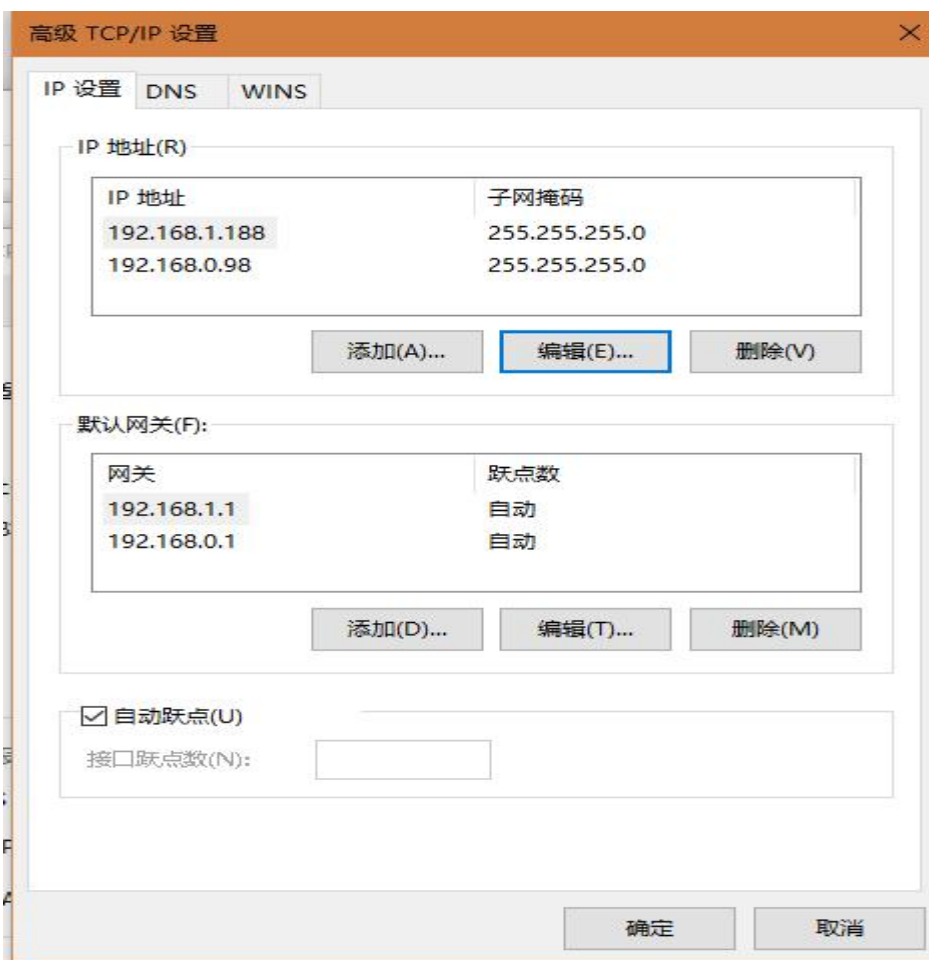 高级 TCP/IP 设置
IP 设置 DNS WINS
IP 地址(R)
IP 地址 子网掩码
192.168.1.188 255.255.255.0
192.168.0.98 255.255.255.0
添加(A)... 编辑(E)... 删除(V)
默认网关(F):
网关 跃点数
192.168.1.1 自动
192.168.0.1 自动
添加(D)... 编辑(T)... 删除(M)
自动跃点(U)
接口跃点数(N):
确定 取消